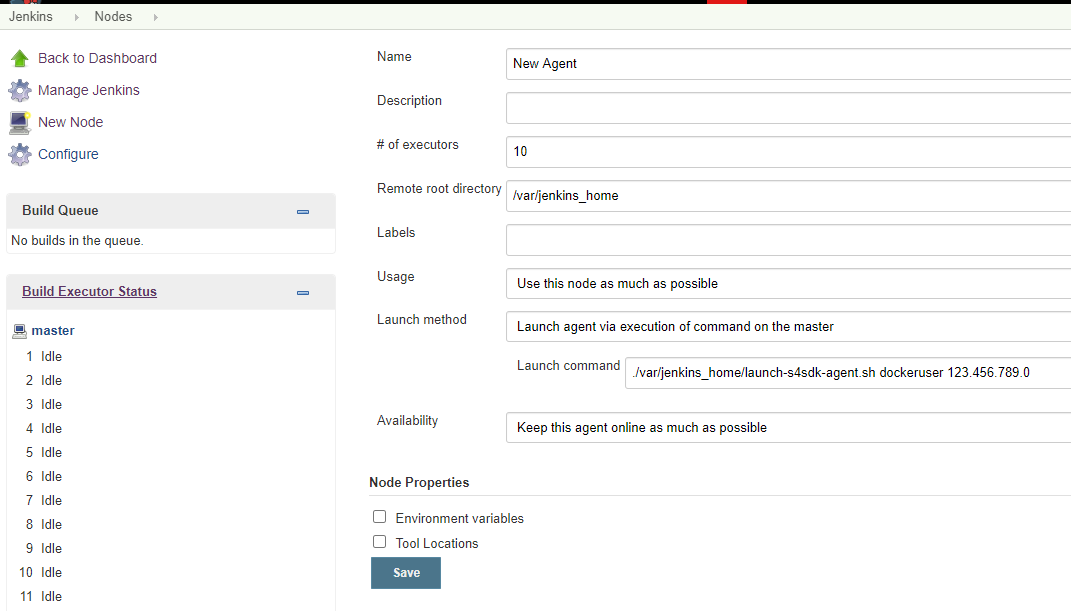 Jenkins Nodes
Back to Dashboard
Manage Jenkins
New Node
Configure
Build Queue
No builds in the queue.
Build Executor Status
master
1 Idle
2 Idle
3 Idle
4 Idle
5 Idle
6 Idle
7 Idle
8 Idle
9 Idle
10 Idle
11 Idle
Name New Agent
Description
# of executors 10
Remote root directory /var/jenkins_home
Labels
Usage Use this node as much as possible
Launch method Launch agent via execution of command on the master
Launch command ./var/jenkins_home/launch-s4sdk-agent.sh dockeruser 123.456.789.0
Availability Keep this agent online as much as possible
Node Properties
Environment variables
Tool Locations
Save